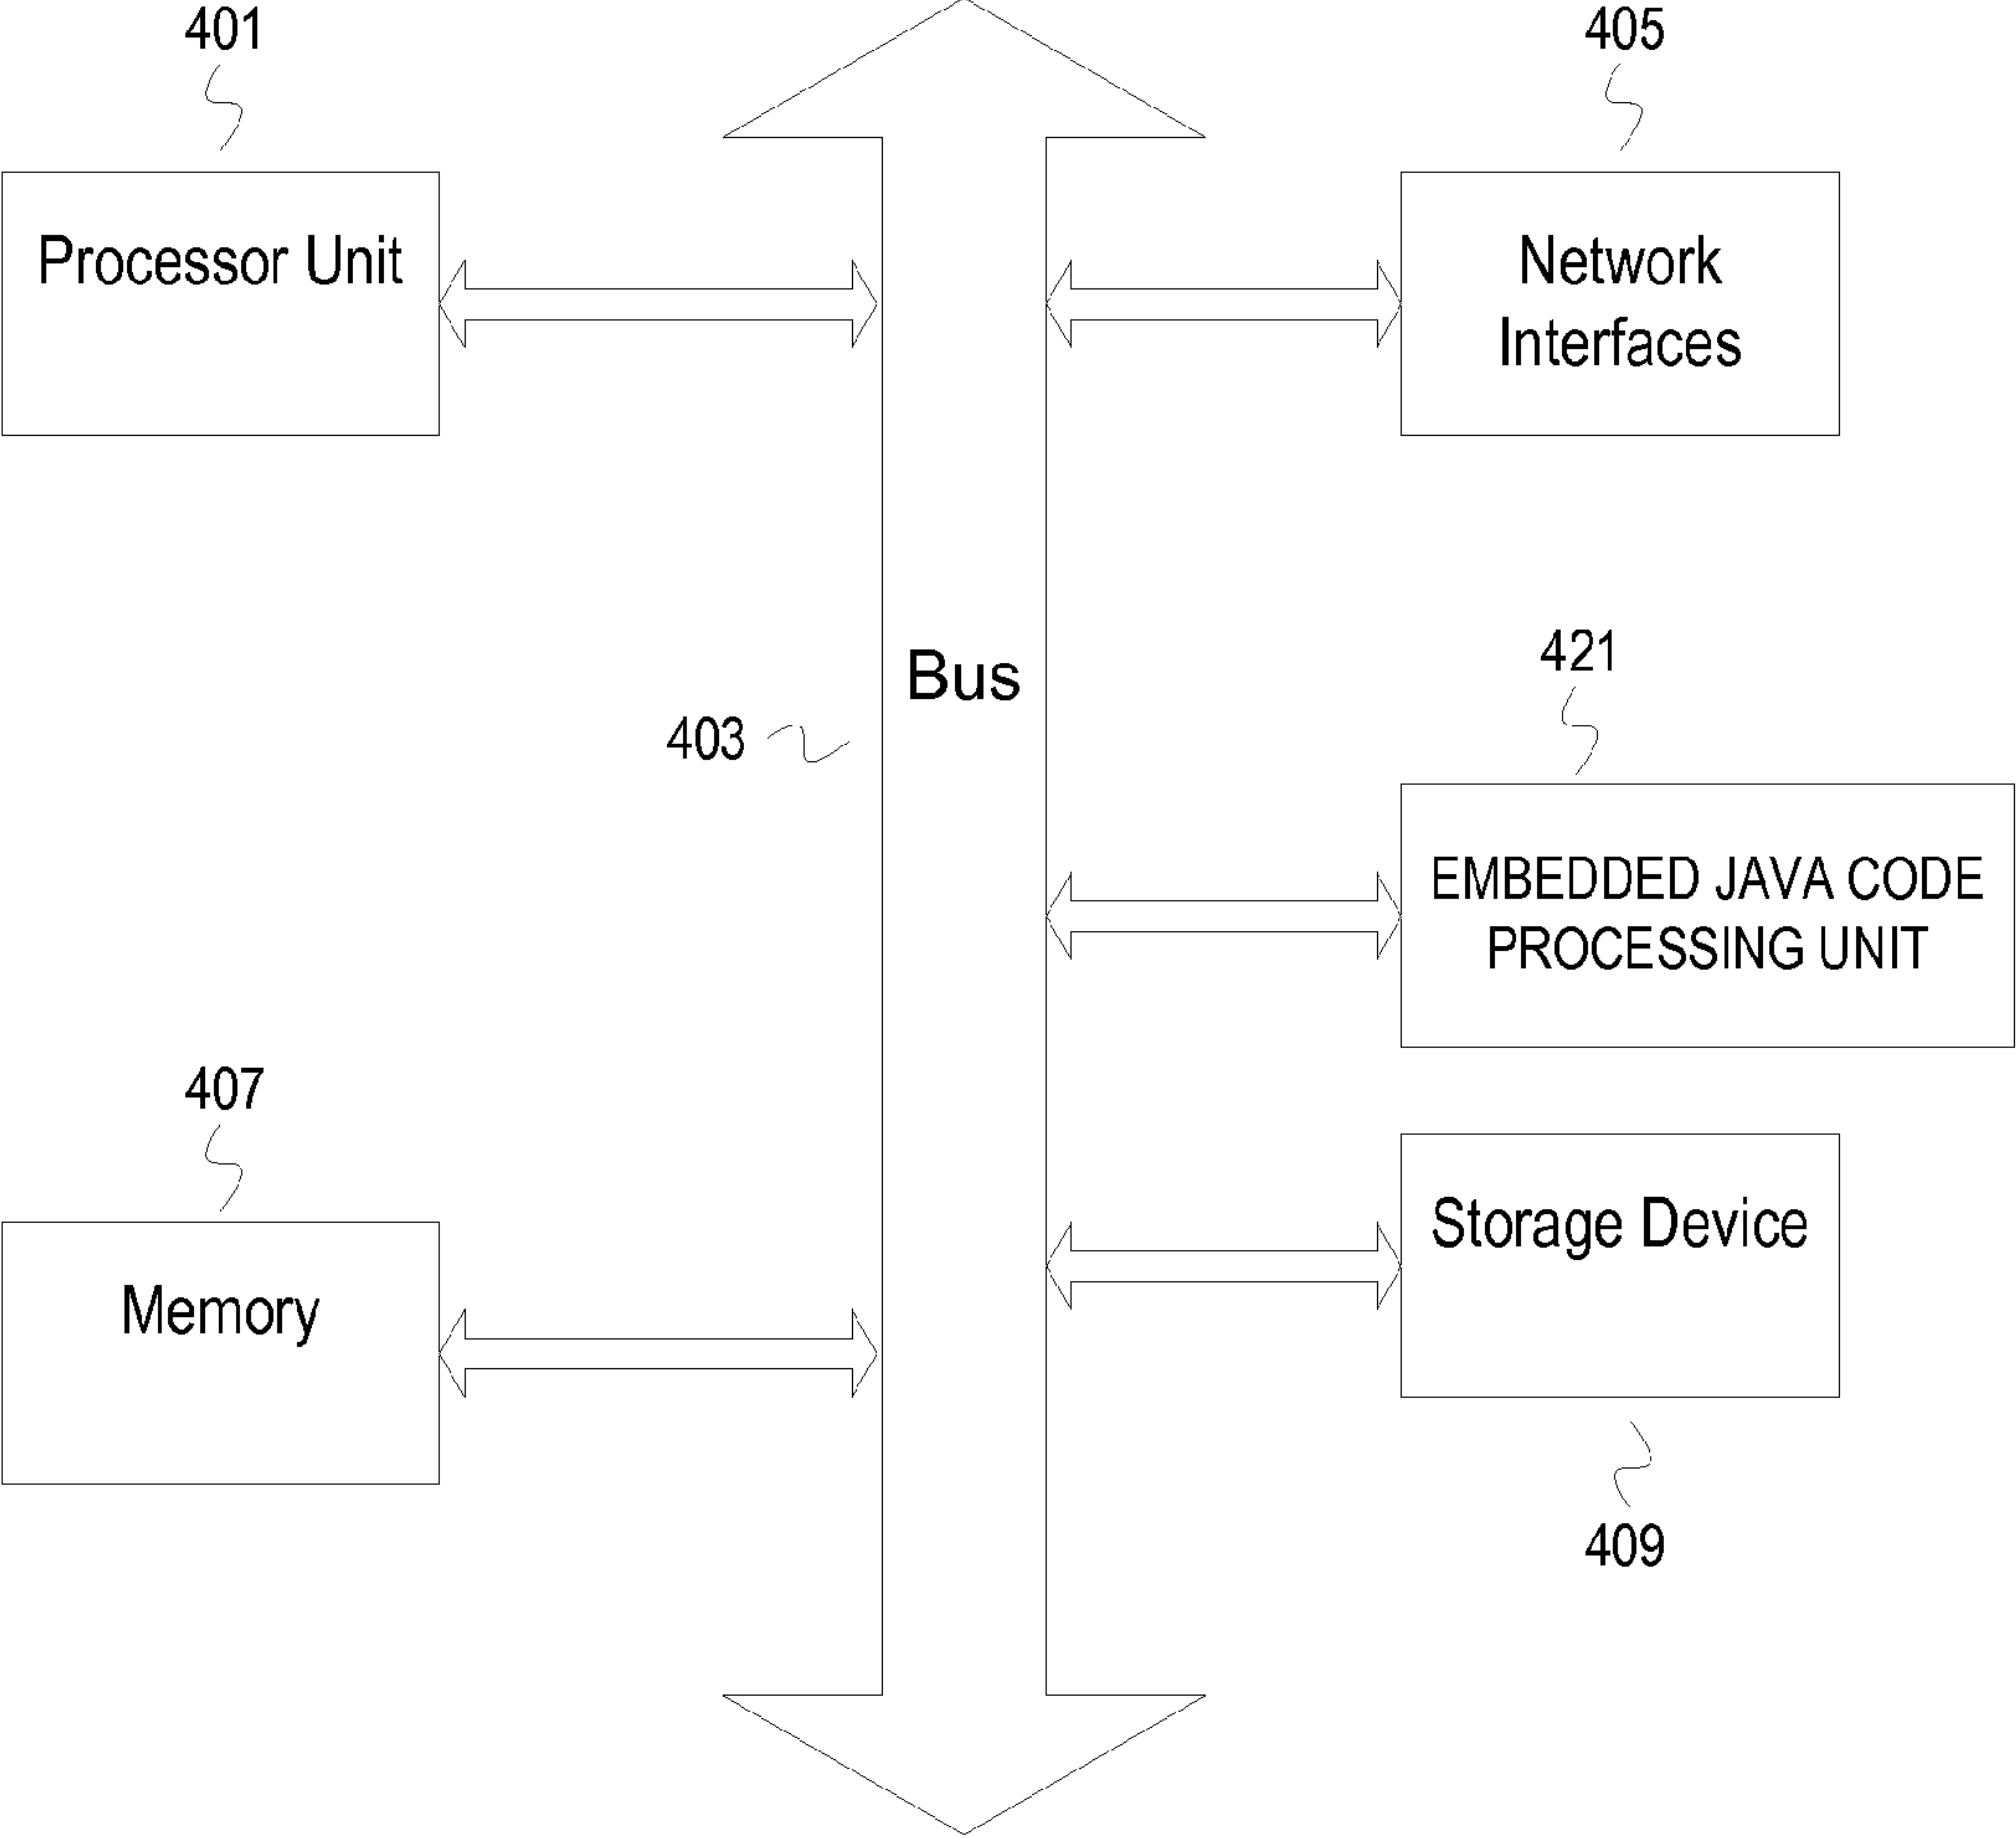 401
405
Processor Unit
Network
Interfaces
Bus
403
421
EMBEDDED JAVA CODE
PROCESSING UNIT
407
Memory
Storage Device
409